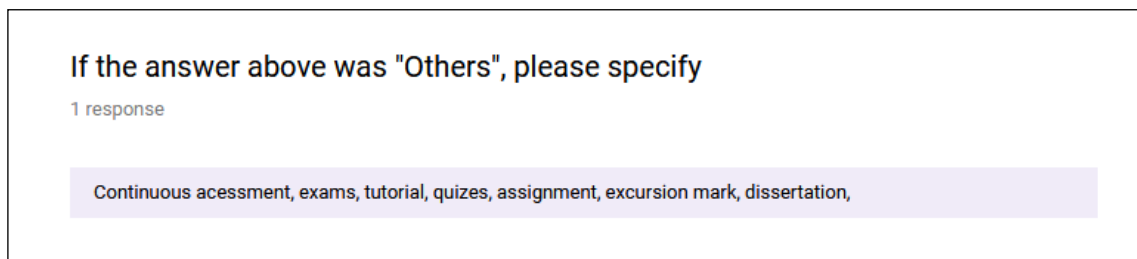 If the answer above was "Others", please specify
1 response
Continuous acessment, exams, tutorial, quizes, assignment, excursion mark, dissertation,